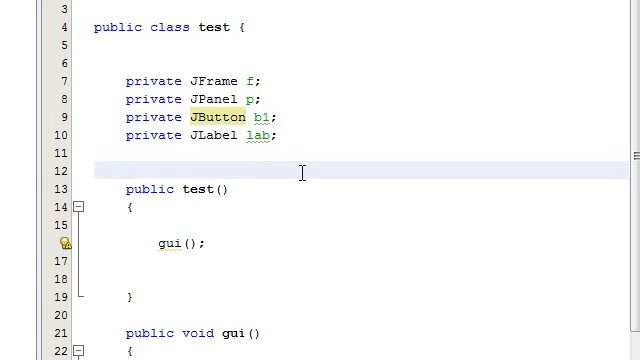 3
4 public class test {
5
6
7 private JFrame f;
8 private JPanel p;
9 private JButton b1;
10 private JLabel lab;
11
12
13 public test()
14 {
15
gui();
17
18
19 }
20
21 public void gui()
22 {